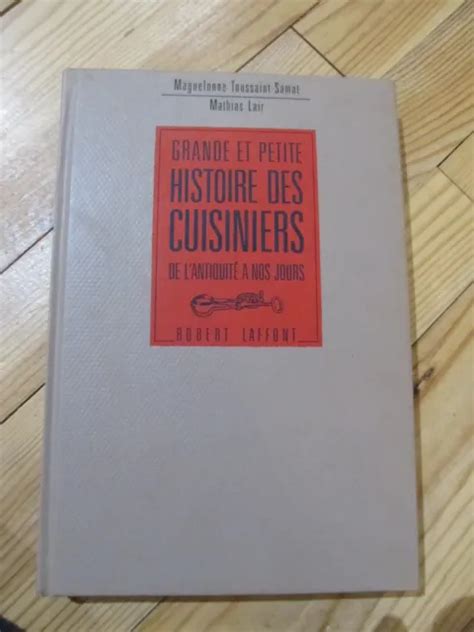 Maguelonne Toussaint Samat
Mathias Lair
GRANDE ET PETITE
HISTOIRE DES
CUISINIERS
DE L'ANTIQUITÉ A NOS JOURS
ROBERT LAFFONT